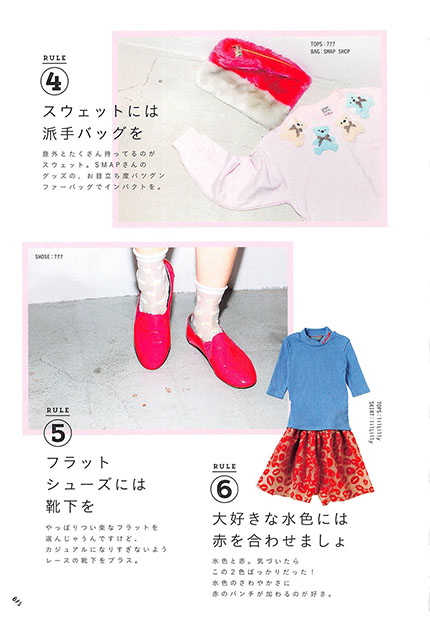 RULE
4
スウェットには
派手バッグを
意外とたくさん持ってるのが
スウェット。SMAPさんの
グッズの、お目立ち度バツグン
ファーバッグでインパクトを。
TOPS:???
BAG:SMAP SHOP
SHOSE:???
RULE
5
フラット
シューズには
靴下を
やっぱりつい楽なフラットを
選んじゃうんですけど、
カジュアルになりすぎないよう
レースの靴下をプラス。
TOPS:lilLilly
SKIRT:lilLilly
RULE
6
大好きな水色には
赤を合わせましょ
水色と赤。気づいたら
この2色ばっかりだった!
水色のさわやかさに
赤のパンチが加わるのが好き。